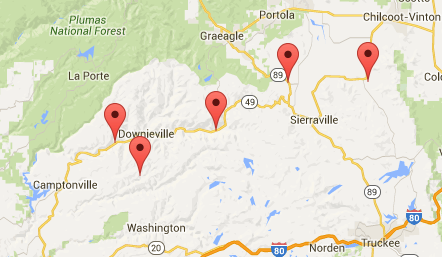 Plumas
National Forest
Portola
Chilcoot-Vinton
Graeagle
La Porte
89
Colo
49
Downieville
Sierraville
Camptonville
89
Washington
80
20
80
Norden
Truckee